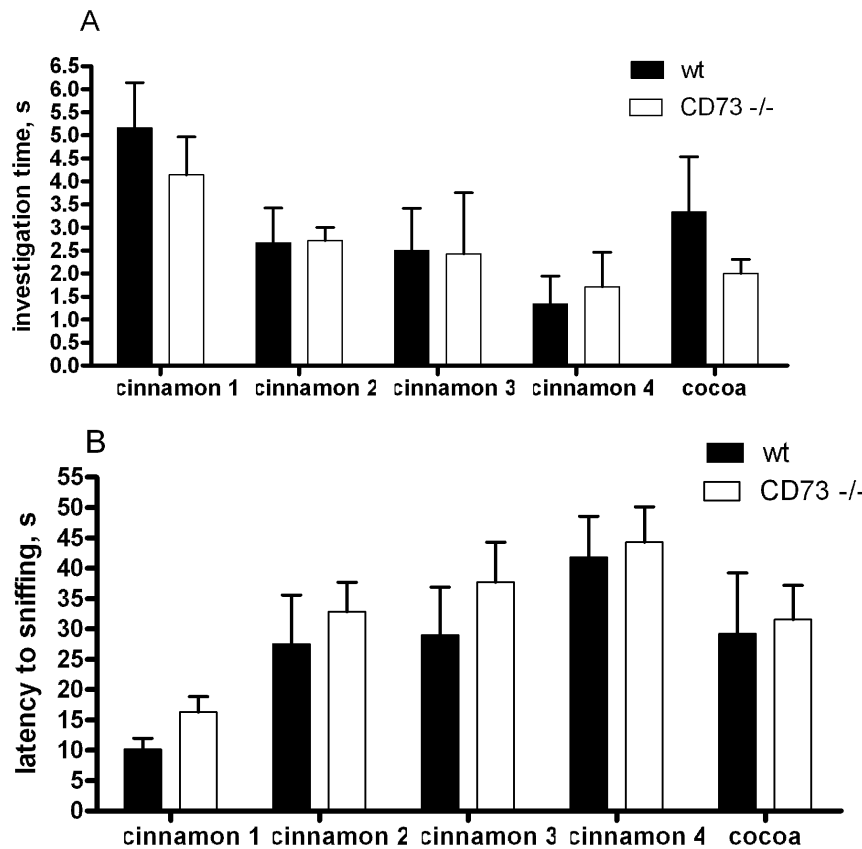 A
wt
CD73 -/-
investigation time, s
6.5
6.0
5.5
5.0
4.5
4.0
3.5
3.0
2.5
2.0
1.5
1.0
0.5
0.0
cinnamon 1 cinnamon 2 cinnamon 3 cinnamon 4 cocoa
B
wt
CD73 -/-
latency to sniffing, s
55
50
45
40
35
30
25
20
15
10
5
0
cinnamon 1 cinnamon 2 cinnamon 3 cinnamon 4 cocoa